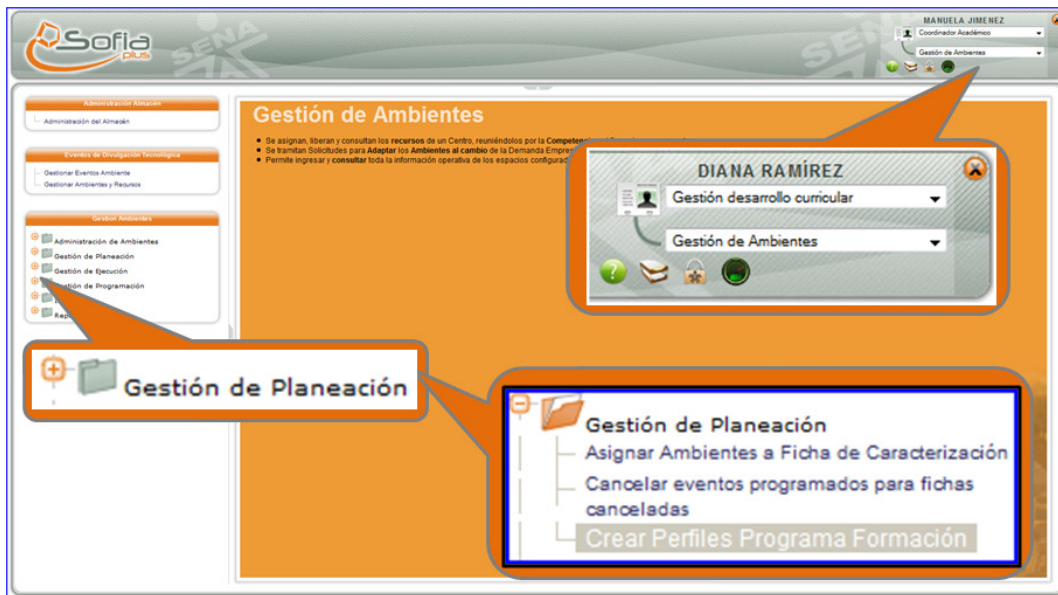 Sofia
plus
SENA
SENA
MANUELA JIMENEZ
Coordinador Académico
Gestión de Ambientes
Administración Almacén
Administración del Almacén
Eventos de Divulgación Tecnológica
Gestionar Eventos Ambiente
Gestionar Ambientes y Recursos
Gestion Ambientes
Administración de Ambientes
Gestión de Planeación
Gestión de Ejecución
Gestión de Programación
Rep
Gestión de Ambientes
Se asignan, liberan y consultan los recursos de un Centro, reuniéndolos por la
Se tramitan Solicitudes para Adaptar los Ambientes al cambio de la Demanda
Permite ingresar y consultar toda la información operativa de los espacios
DIANA RAMÍREZ
Gestión desarrollo curricular
Gestión de Ambientes
Gestión de Planeación
Gestión de Planeación
Asignar Ambientes a Ficha de Caracterización
Cancelar eventos programados para fichas
canceladas
Crear Perfiles Programa Formación